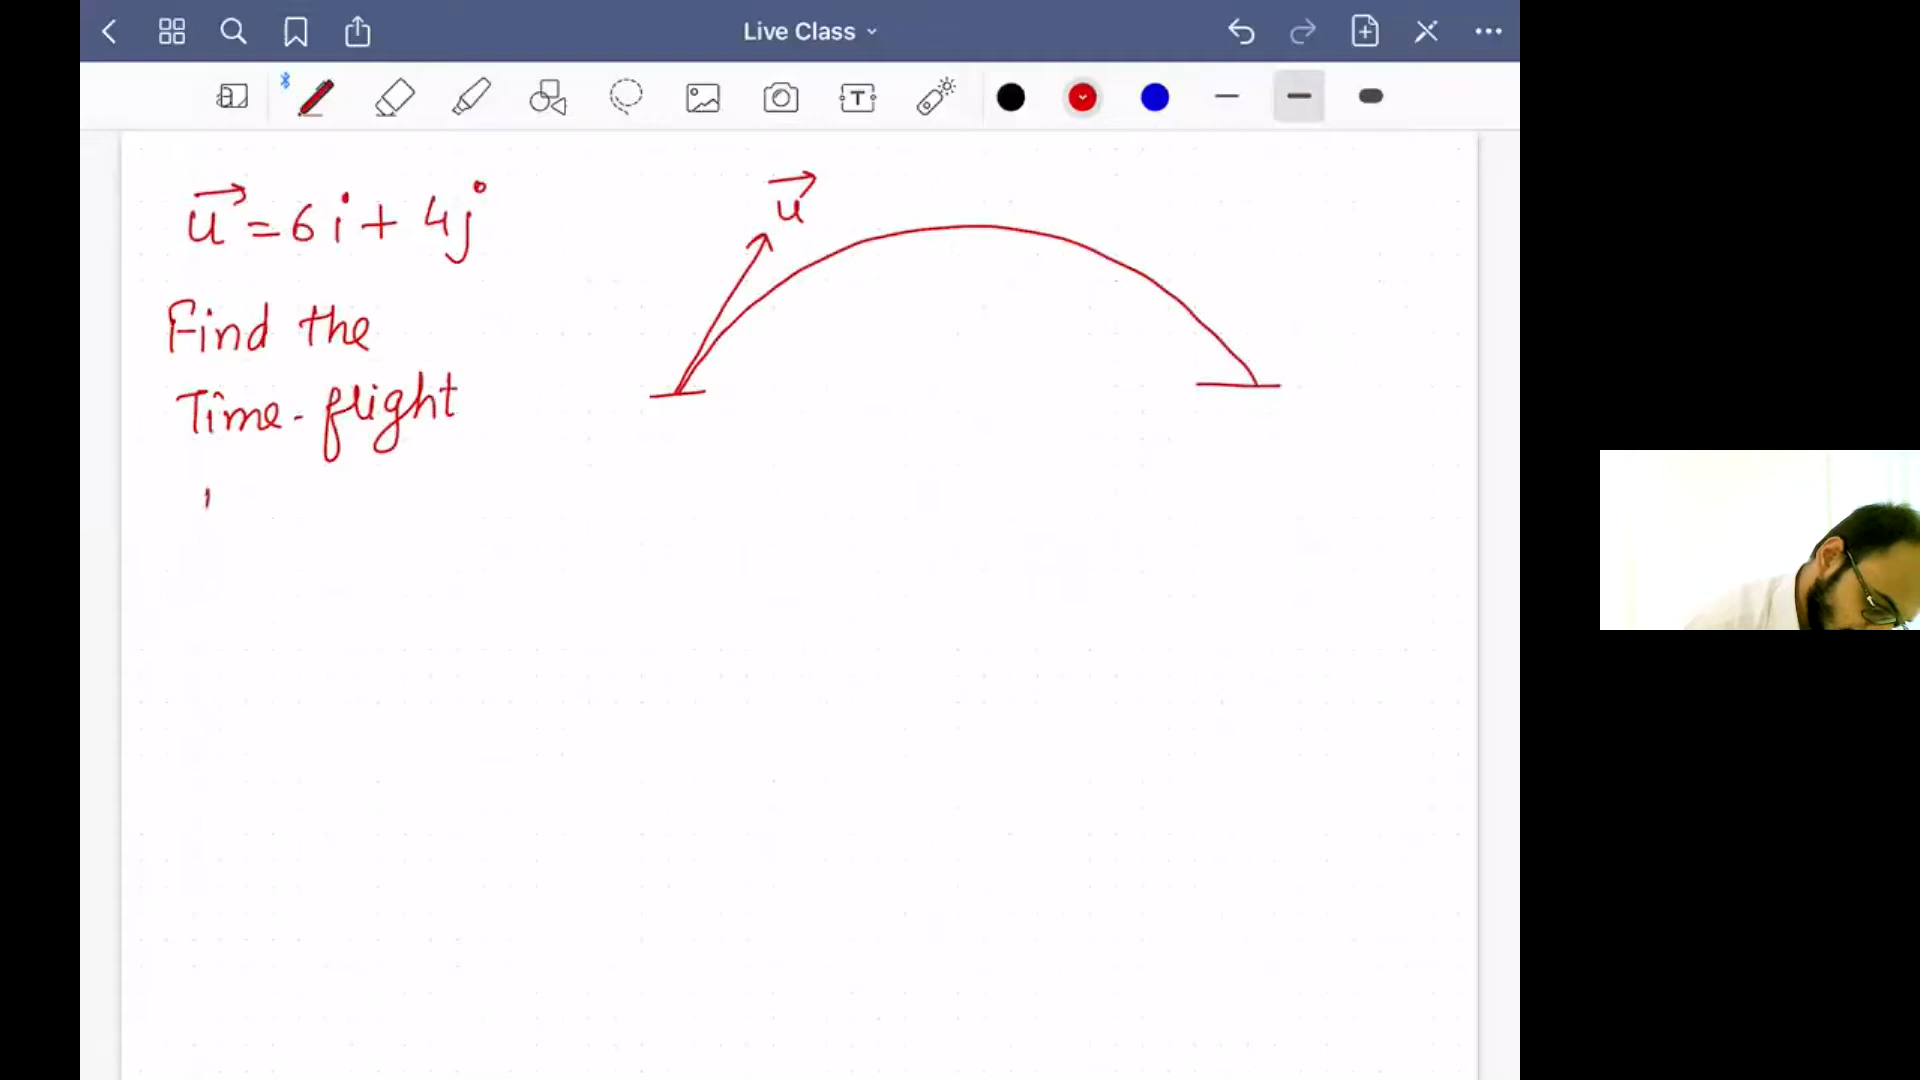 Live Class
u = 6i + 4j
u
Find the
Time-flight